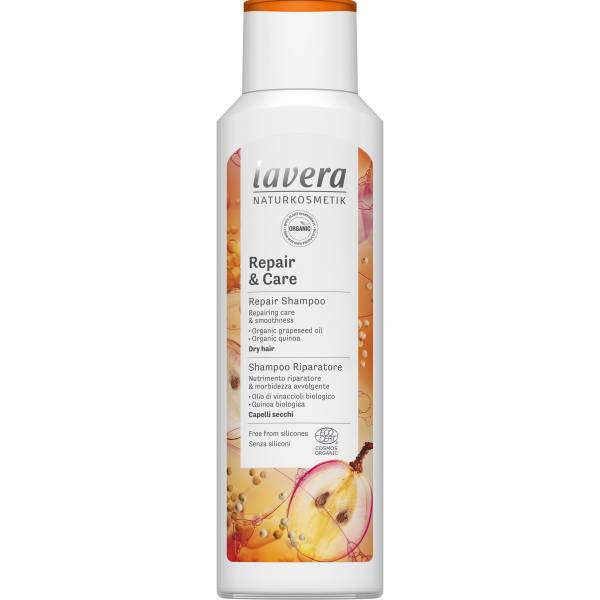 lavera
NATURKOSMETIK
ORGANIC
Repair
& Care
Repair Shampoo
Repairing care
& smoothness
• Organic grapeseed oil
• Organic quinoa
Dry hair
Shampoo Riparatore
Nutrimento riparatore
& morbidezza avvolgente
• Olio di vinaccioli biologico
• Quinoa biologica
Capelli secchi
Free from silicones
Senza siliconi
ECO
CERT
COSMOS
ORGANIC